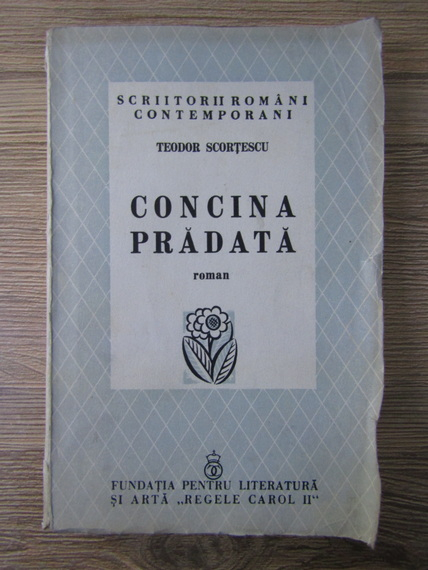 SCRIITORII ROMÂNI
CONTEMPORANI
TEODOR SCORȚESCU
CONCINA
PRĂDATĂ
roman
FUNDAȚIA PENTRU LITERATURĂ
ȘI ARTĂ „REGELE CAROL II“